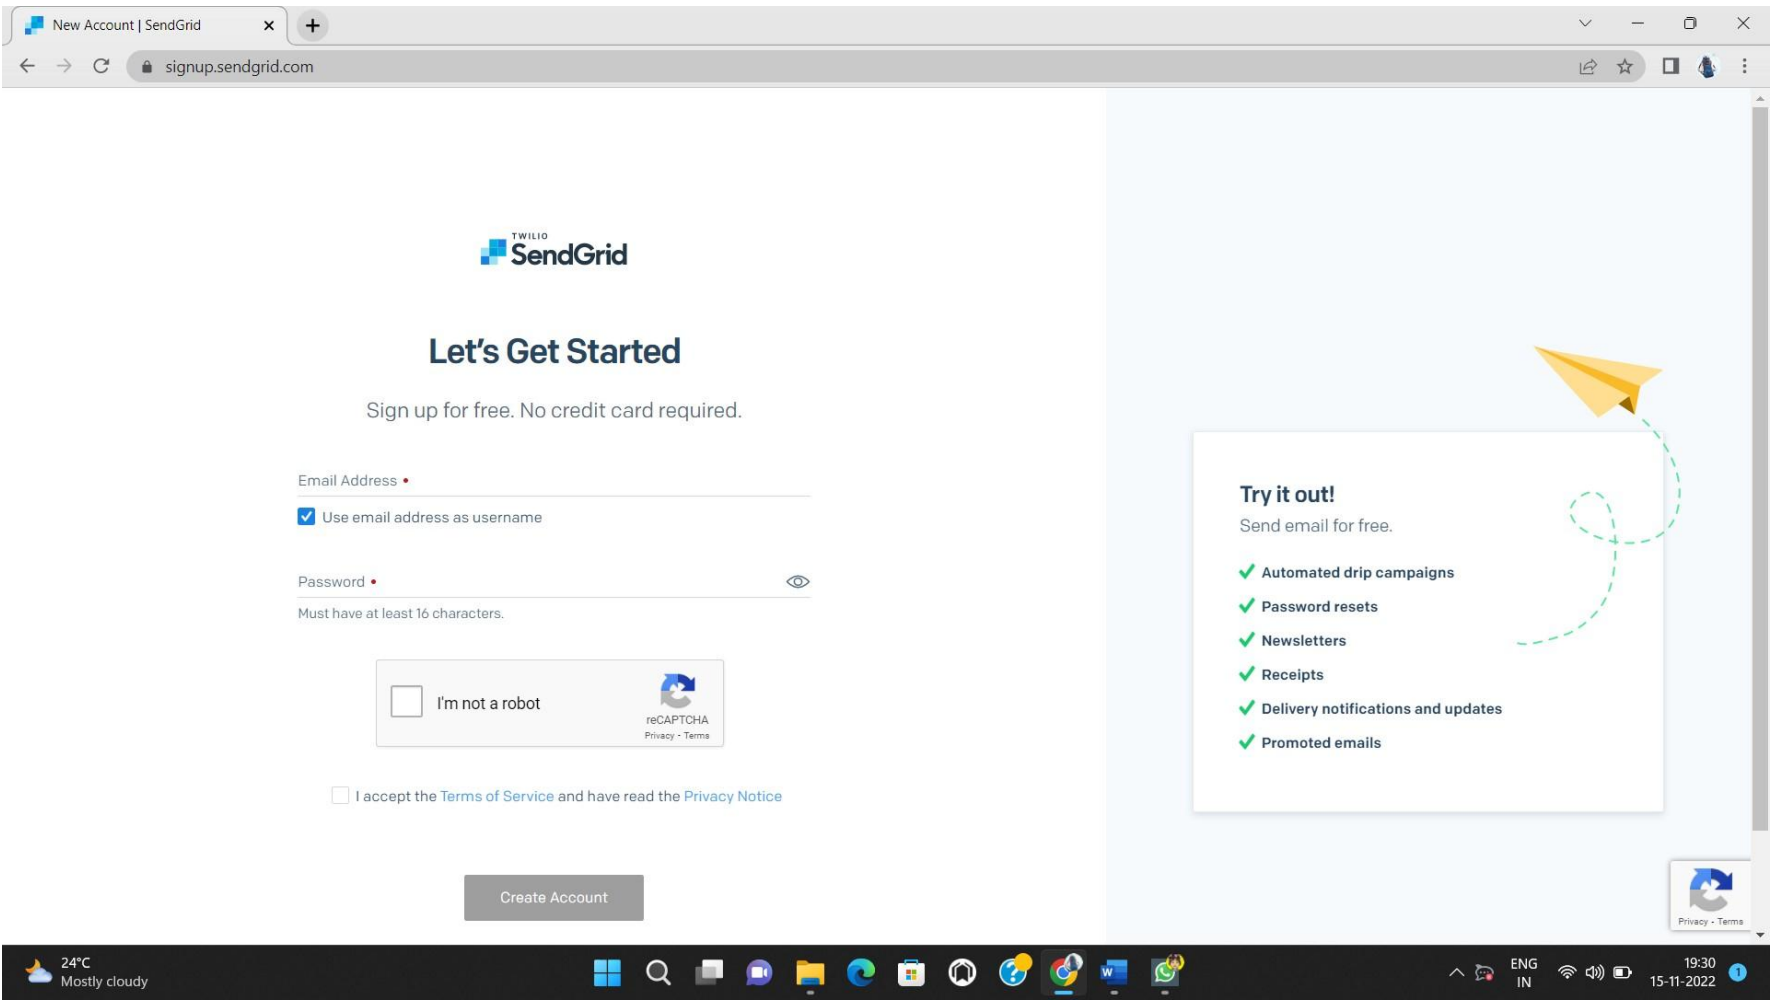 New Account | SendGrid
signup.sendgrid.com
TWILIO
SendGrid
Let's Get Started
Sign up for free. No credit card required.
Email Address •
Use email address as username
Password •
Must have at least 16 characters.
I'm not a robot
reCAPTCHA
Privacy - Terms
I accept the Terms of Service and have read the Privacy Notice
Create Account
Try it out!
Send email for free.
Automated drip campaigns
Password resets
Newsletters
Receipts
Delivery notifications and updates
Promoted emails
Privacy - Terms
24°C
Mostly cloudy
ENG
IN
19:30
15-11-2022
1